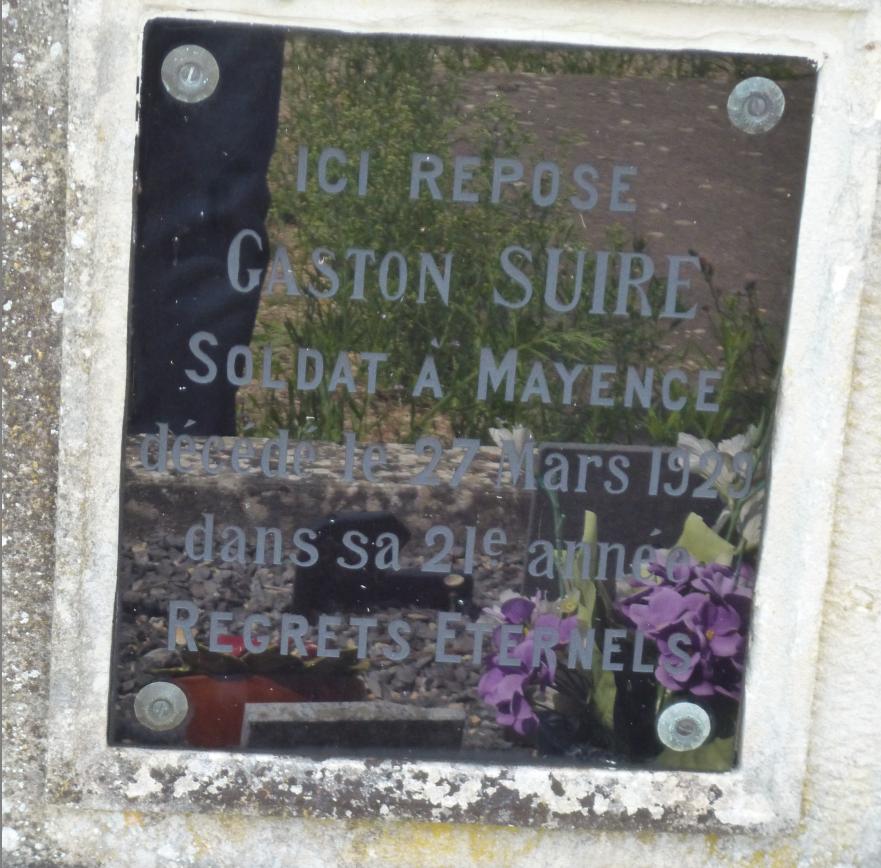 ICI REPOSE
GASTON SUIRE
SOLDAT À MAYENCE
décédé le 27 Mars 1929
dans sa 21e année
REGRETS ETERNELS